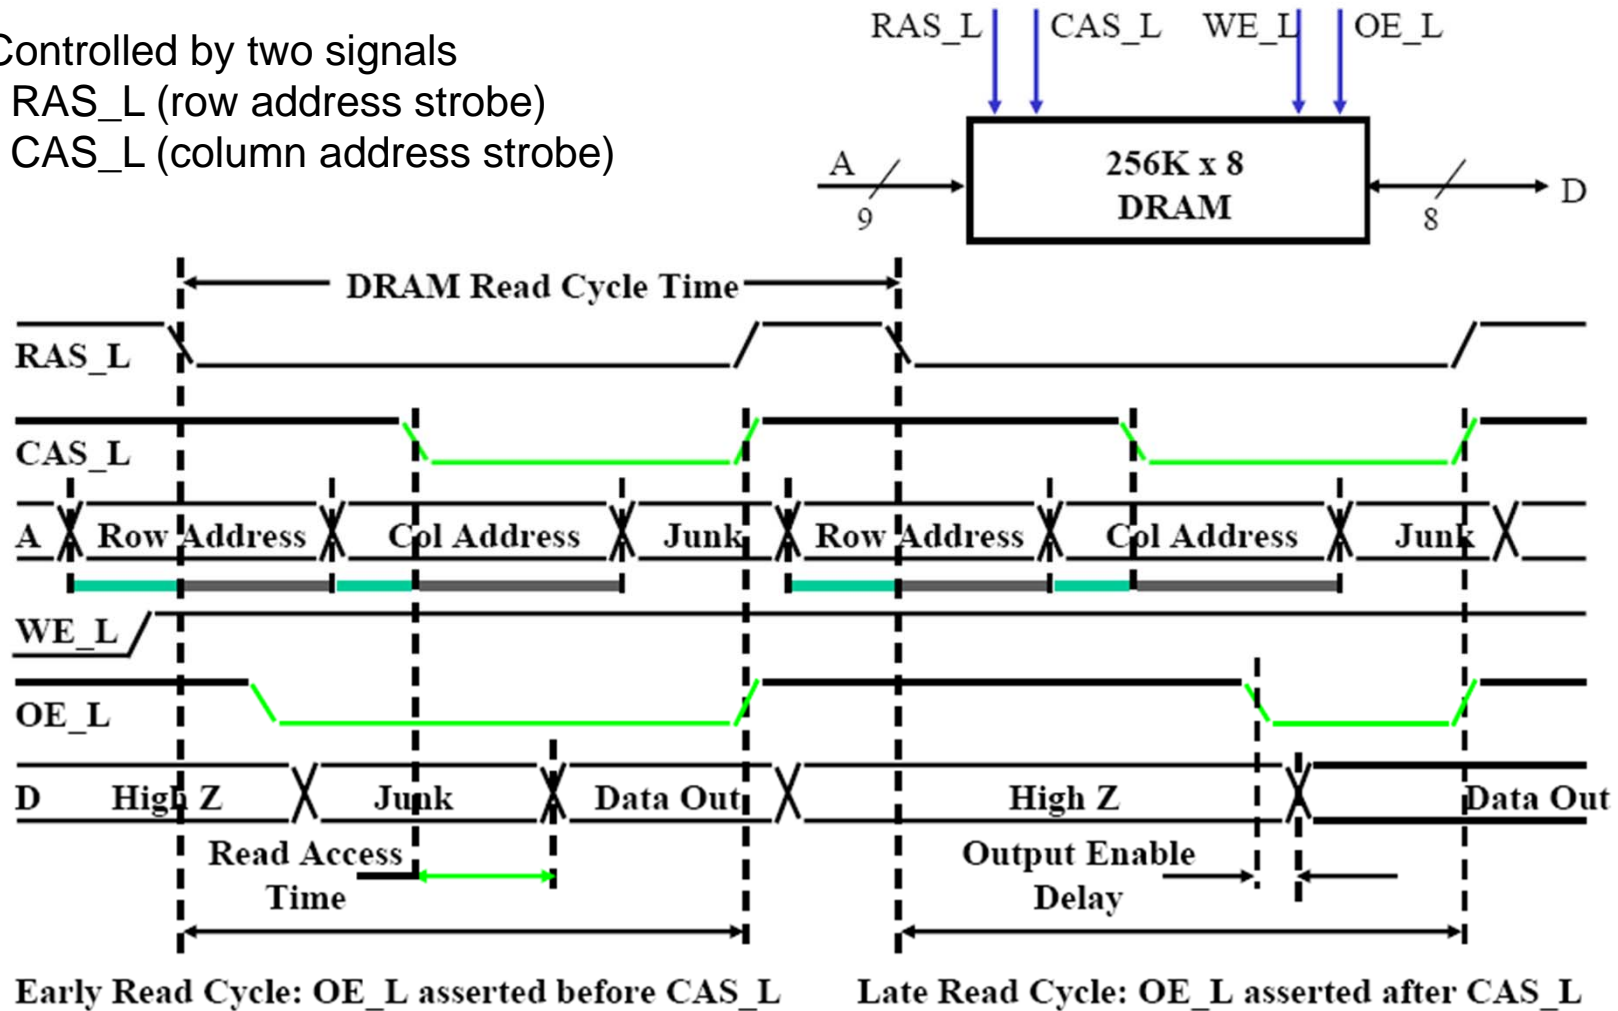 Controlled by two signals
RAS_L (row address strobe)
CAS_L (column address strobe)
RAS_L CAS_L WE_L OE_L
A 9
256K x 8
DRAM
8 D
DRAM Read Cycle Time
RAS_L
CAS_L
A Row Address Col Address Junk Row Address Col Address Junk
WE_L
OE_L
D High Z Junk Data Out High Z Data Out
Read Access
Time
Output Enable
Delay
Early Read Cycle: OE_L asserted before CAS_L
Late Read Cycle: OE_L asserted after CAS_L